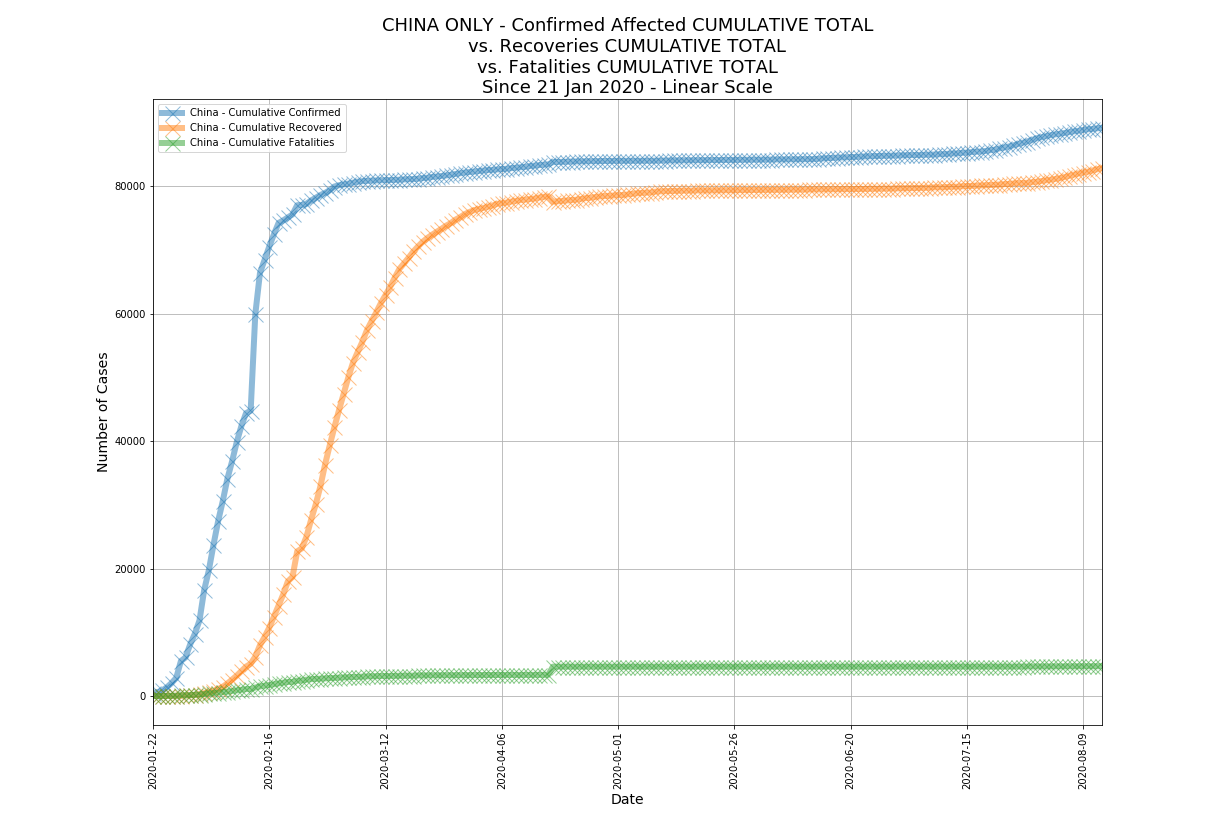 CHINA ONLY - Confirmed Affected CUMULATIVE TOTAL
vs. Recoveries CUMULATIVE TOTAL
vs. Fatalities CUMULATIVE TOTAL
Since 21 Jan 2020 - Linear Scale
China - Cumulative Confirmed
China - Cumulative Recovered
China - Cumulative Fatalities
Number of Cases
80000
60000
40000
20000
0
2020-01-22
2020-02-16
2020-03-12
2020-04-06
2020-05-01
2020-05-26
2020-06-20
2020-07-15
2020-08-09
Date